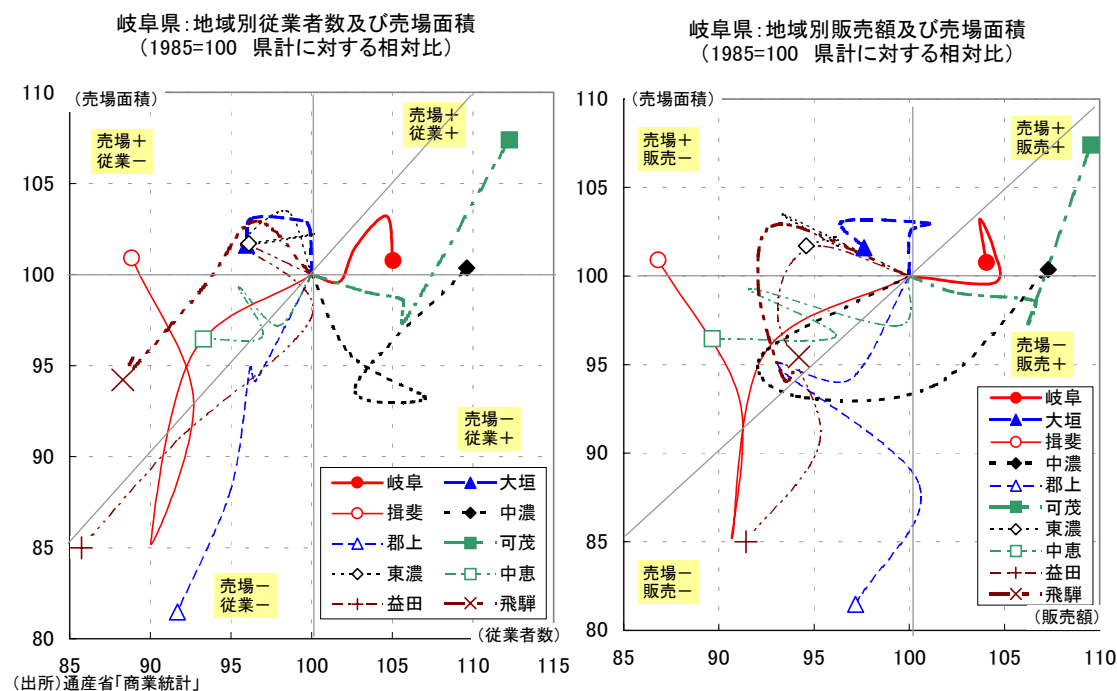 岐阜県：地域別従業者数及び売場面積
（1985=100　県計に対する相対比）
（売場面積）
110
105
100
95
90
85
80
85
90
95
100
105
110
115
売場＋
従業－
売場＋
従業＋
売場－
従業＋
売場－
従業－
岐阜
大垣
揖斐
中濃
郡上
可茂
東濃
中恵
益田
飛騨
（従業者数）
（出所）通産省「商業統計」
岐阜県：地域別販売額及び売場面積
（1985=100　県計に対する相対比）
（売場面積）
110
105
100
95
90
85
80
85
90
95
100
105
110
売場＋
販売－
売場＋
販売＋
売場－
販売＋
売場－
販売－
岐阜
大垣
揖斐
中濃
郡上
可茂
東濃
中恵
益田
飛騨
（販売額）